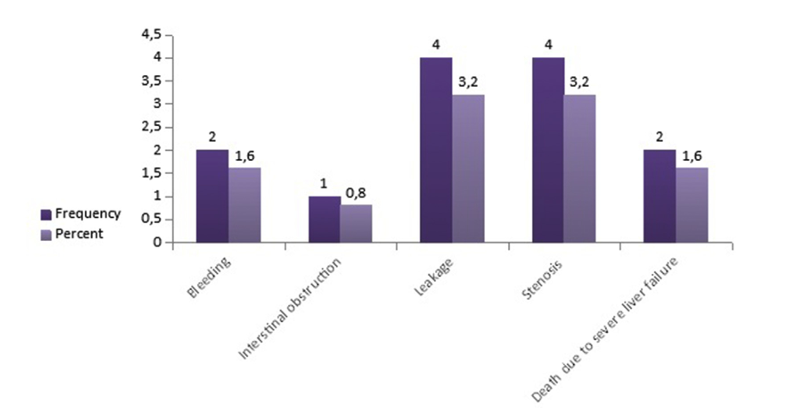 4,5
4
3,5
3
2,5
2
1,5
1
0,5
0
2
1,6
1
0,8
4
3,2
4
3,2
2
1,6
Frequency
Percent
Bleeding
Interstinal obstruction
Leakage
Stenosis
Death due to severe liver failure